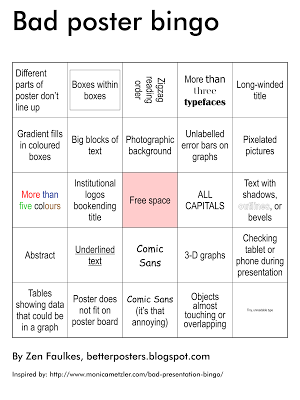 Bad poster bingo
Different
parts of
poster don't
line up
Boxes within
boxes
Zigzag
reading
order
More than
three
typefaces
Long-winded
title
Gradient fills
in coloured
boxes
Big blocks of
text
Photographic
background
Unlabelled
error bars on
graphs
Pixelated
pictures
More than
five colours
Institutional
logos
bookending
title
Free space
ALL
CAPITALS
Text with
shadows,
outlines, or
bevels
Abstract
Underlined
text
Comic
Sans
3-D graphs
Checking
tablet or
phone during
presentation
Tables
showing data
that could be
in a graph
Poster does
not fit on
poster board
Comic Sans
(it's that
annoying)
Objects
almost
touching or
overlapping
Tiny, unreadable type
By Zen Faulkes, betterposters.blogspot.com
Inspired by: http://www.monicametzler.com/bad-presentation-bingo/